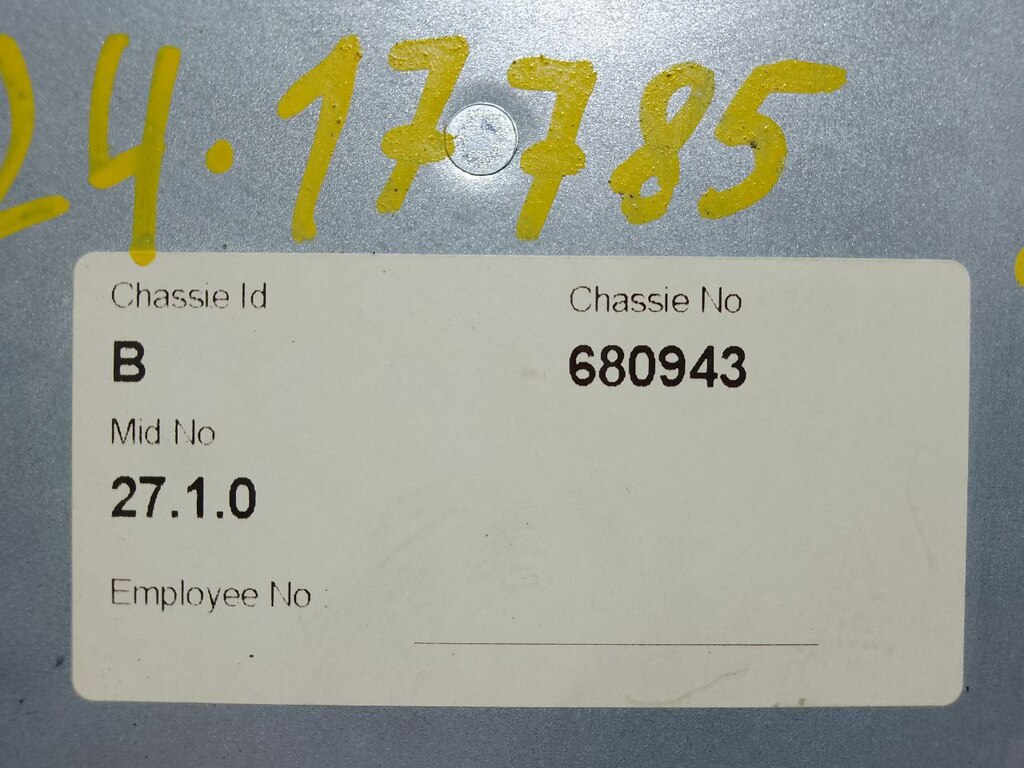 24.17785
Chassie Id Chassie No
B 680943
Mid No
27.1.0
Employee No :